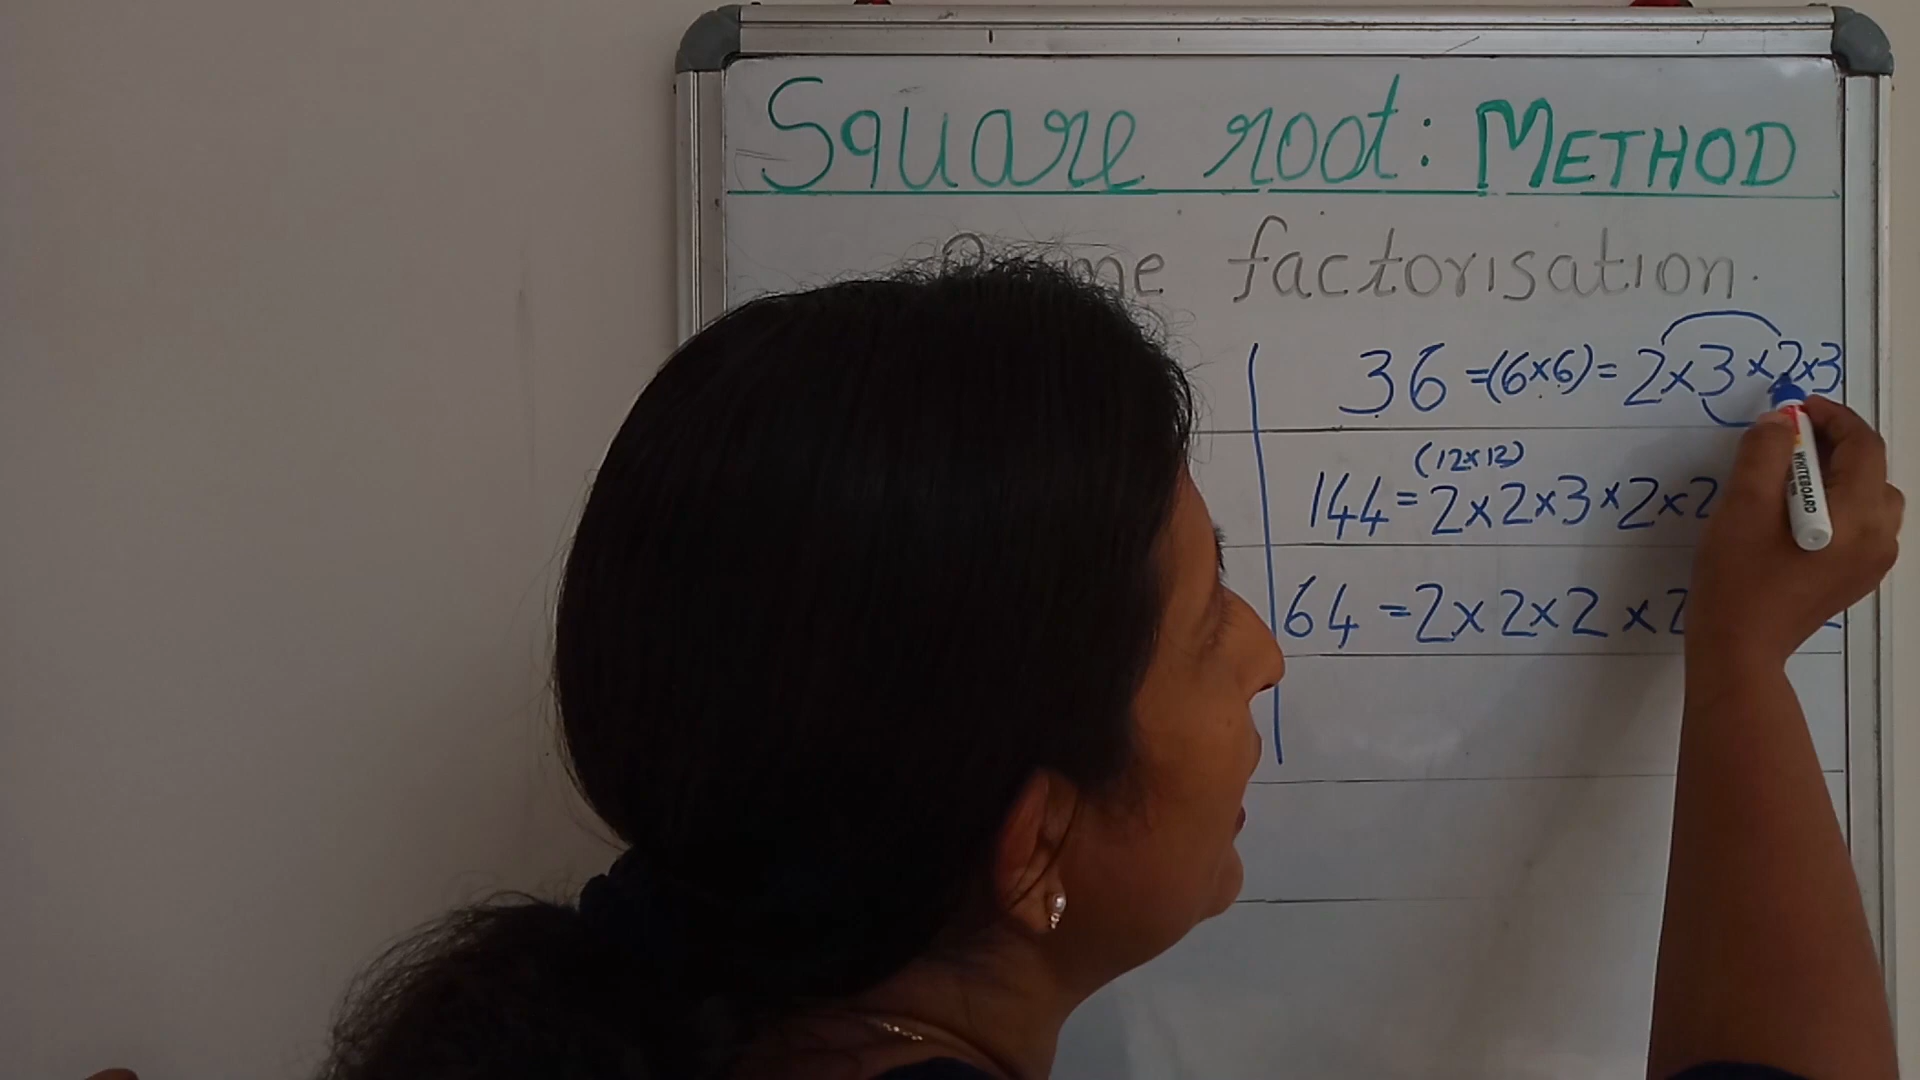 Square root: METHOD
factorisation.
36 =(6×6)= 2×3×2×3
(12×12)
144=2×2×3×2×2
64 =2×2×2×2
WHITEBOARD